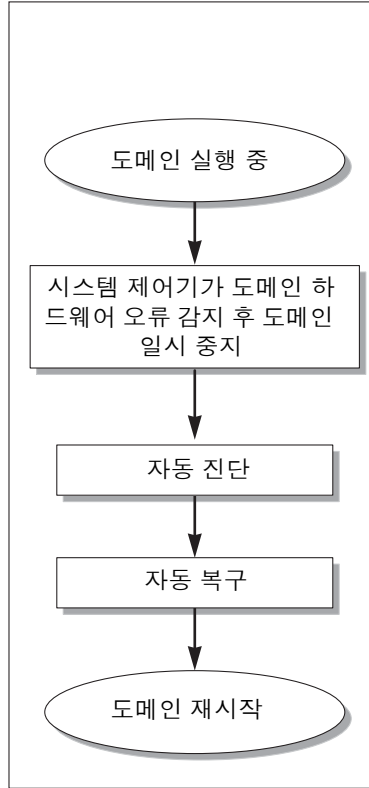 도메인 실행 중
시스템 제어기가 도메인 하
드웨어 오류 감지 후 도메인
일시 중지
자동 진단
자동 복구
도메인 재시작